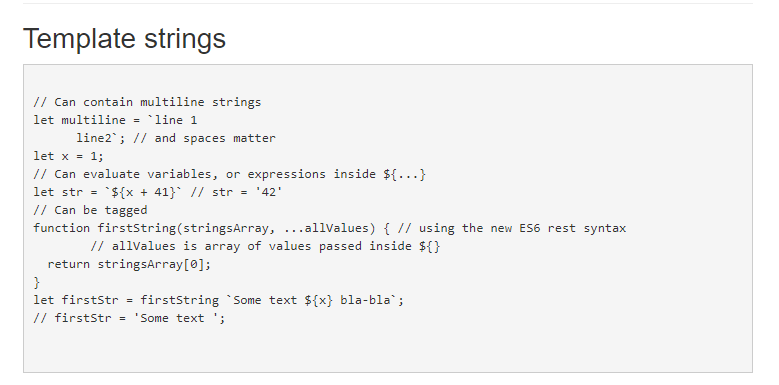 Template strings
// Can contain multiline strings
let multiline = `line 1
      line2`; // and spaces matter
let x = 1;
// Can evaluate variables, or expressions inside ${...}
let str = `${x + 41}` // str = '42'
// Can be tagged
function firstString(stringsArray, ...allValues) { // using the new ES6 rest syntax
        // allValues is array of values passed inside ${}
  return stringsArray[0];
}
let firstStr = firstString `Some text ${x} bla-bla`;
// firstStr = 'Some text ';